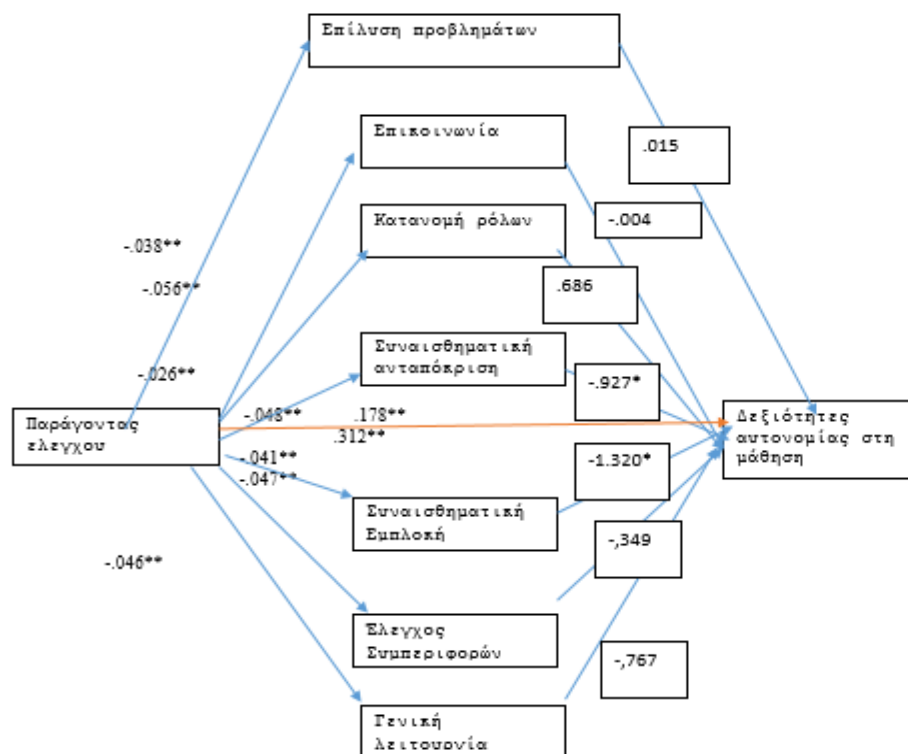 Επίλυση προβλημάτων
Επικοινωνία
.015
-.004
Κατανομή ρόλων
-.038**
.686
-.056**
Συναισθηματική
ανταπόκριση
-.026**
-.927*
-.048**
.178**
Παράγοντας
ελεγχου
.312**
Δεξιότητες
αυτονομίας στη
μάθηση
-.041**
-1.320*
-.047**
Συναισθηματική
Εμπλοκή
-,349
-.046**
Έλεγχος
Συμπεριφορών
-,767
Γενική
λειτουργία